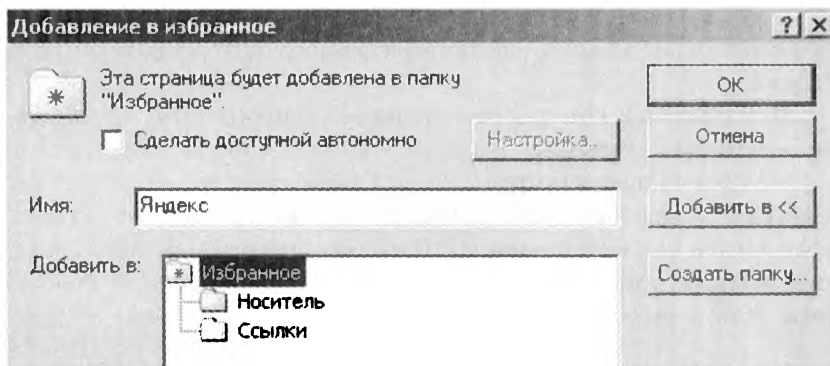 Добавление в избранное
Эта страница будет добавлена в папку
"Избранное".
OK
Сделать доступной автономно
Настройка...
Отмена
Имя:
Яндекс
Добавить в <<
Добавить в:
Избранное
Создать папку...
Носитель
Ссылки